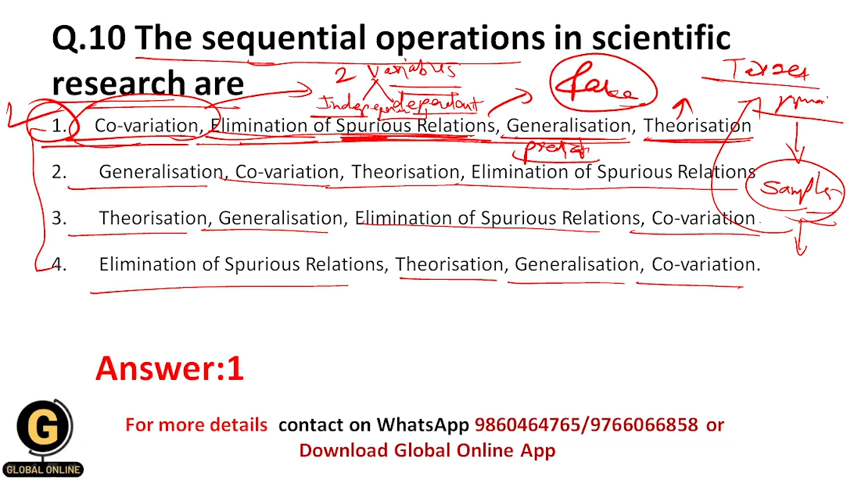 Q.10 The sequential operations in scientific
research are
2 Variables
Independent dependent
fake
1. Co-variation, Elimination of Spurious Relations, Generalisation, Theorisation
2. Generalisation, Co-variation, Theorisation, Elimination of Spurious Relations
Sample
3. Theorisation, Generalisation, Elimination of Spurious Relations, Co-variation
4. Elimination of Spurious Relations, Theorisation, Generalisation, Co-variation.
Answer:1
G
GLOBAL ONLINE
For more details contact on WhatsApp 9860464765/9766066858 or
Download Global Online App